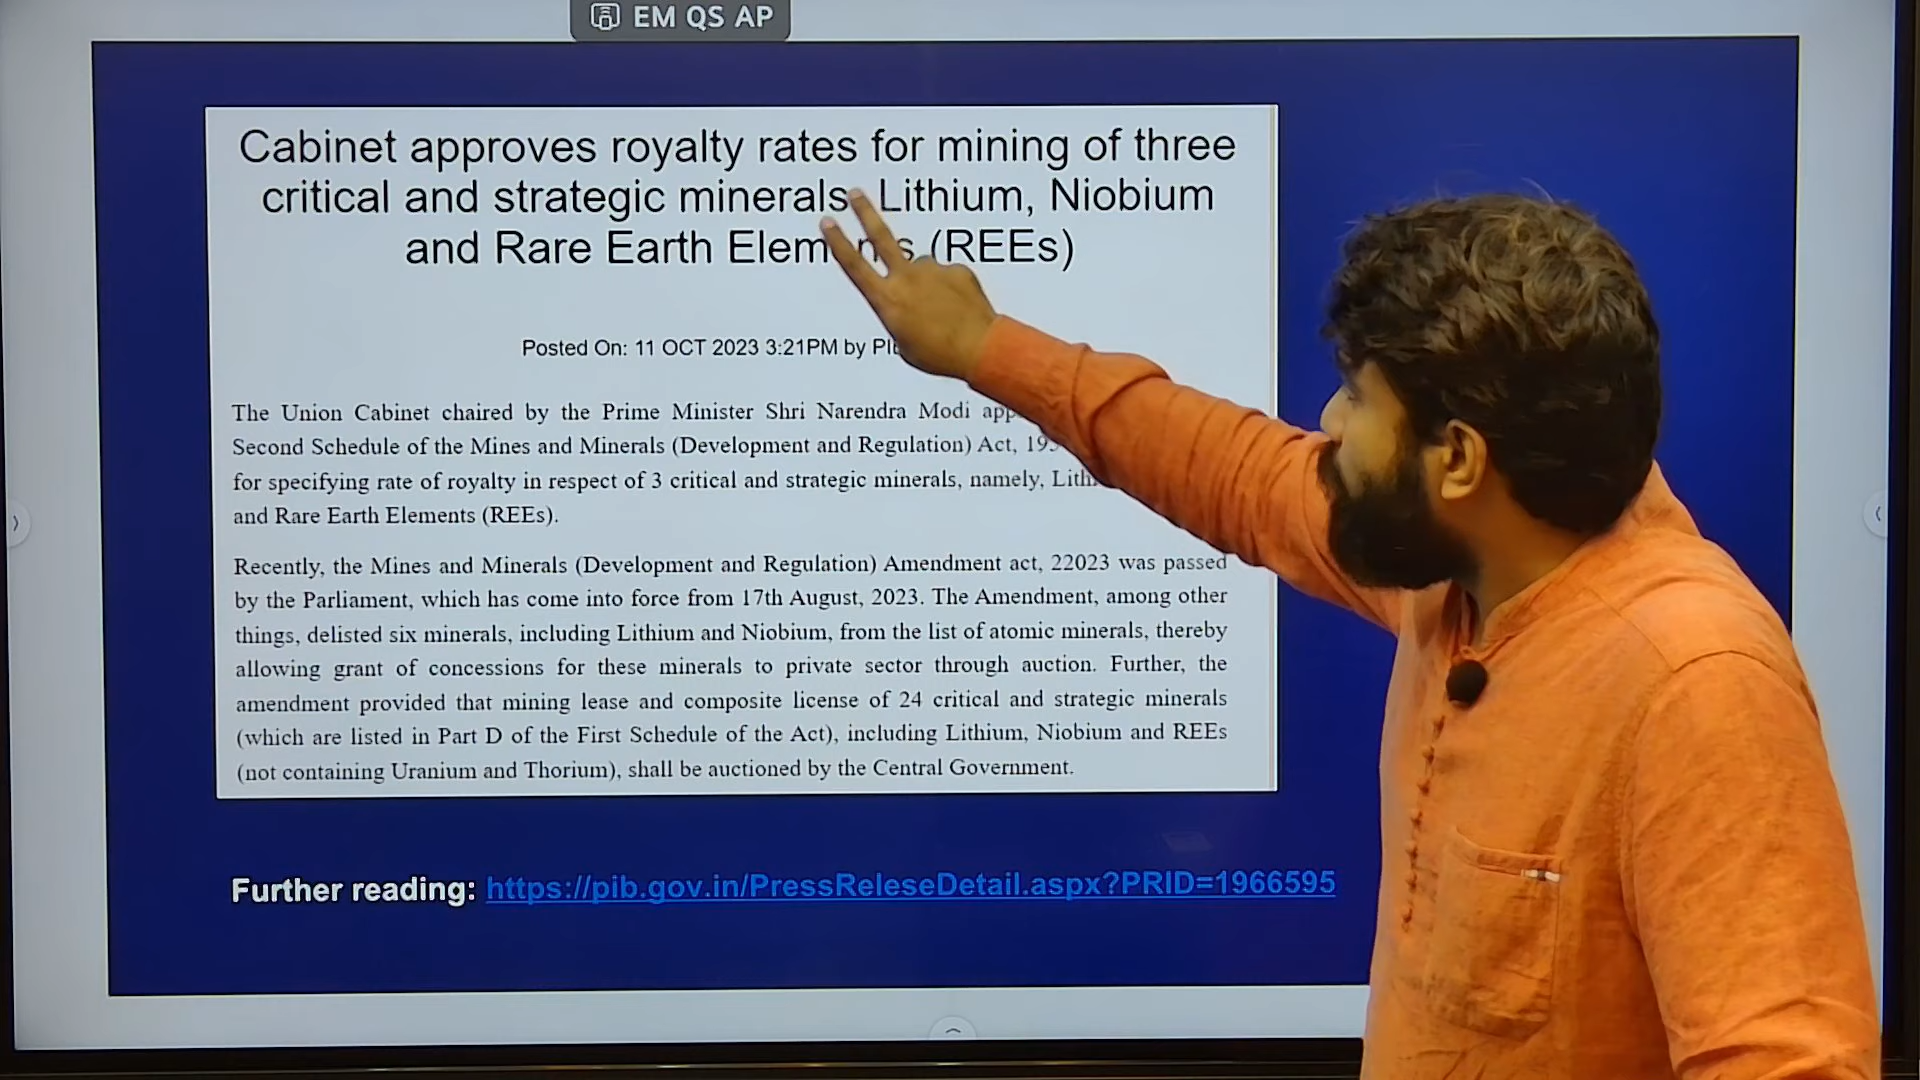 EM QS AP
Cabinet approves royalty rates for mining of three
critical and strategic minerals, Lithium, Niobium
and Rare Earth (REEs)
Posted On: 11 OCT 2023 3:21PM by
The Union Cabinet chaired by the Prime Minister Shri Narendra Modi
Second Schedule of the Mines and Minerals (Development and Regulation) Act,
for specifying rate of royalty in respect of 3 critical and strategic minerals, namely,
and Rare Earth Elements (REEs).
Recently, the Mines and Minerals (Development and Regulation) Amendment act, 22023 was passed
by the Parliament, which has come into force from 17th August, 2023. The Amendment, among other
things, delisted six minerals, including Lithium and Niobium, from the list of atomic minerals, thereby
allowing grant of concessions for these minerals to private sector through auction. Further, the
amendment provided that mining lease and composite license of 24 critical and strategic minerals
(which are listed in Part D of the First Schedule of the Act), including Lithium, Niobium and REEs
(not containing Uranium and Thorium), shall be auctioned by the Central Government.
Further reading: https://pib.gov.in/PressReleseDetail.aspx?PRID=1966595